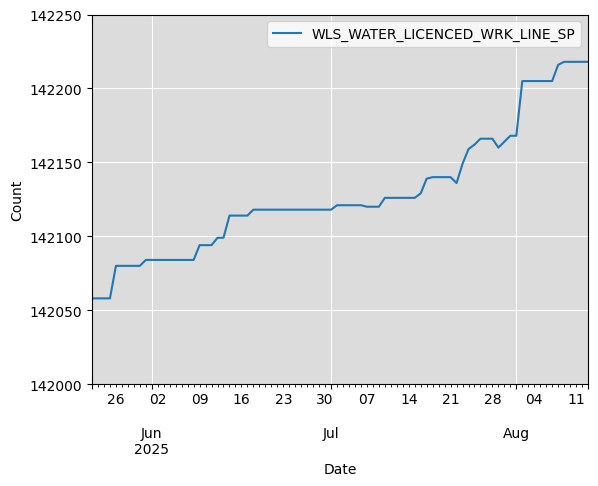 142250
WLS_WATER_LICENCED_WRK_LINE_SP
142200
142150
142100
142050
142000
Count
26 02 09 16 23 30 07 14 21 28 04 11
Jun Jul Aug
2025
Date